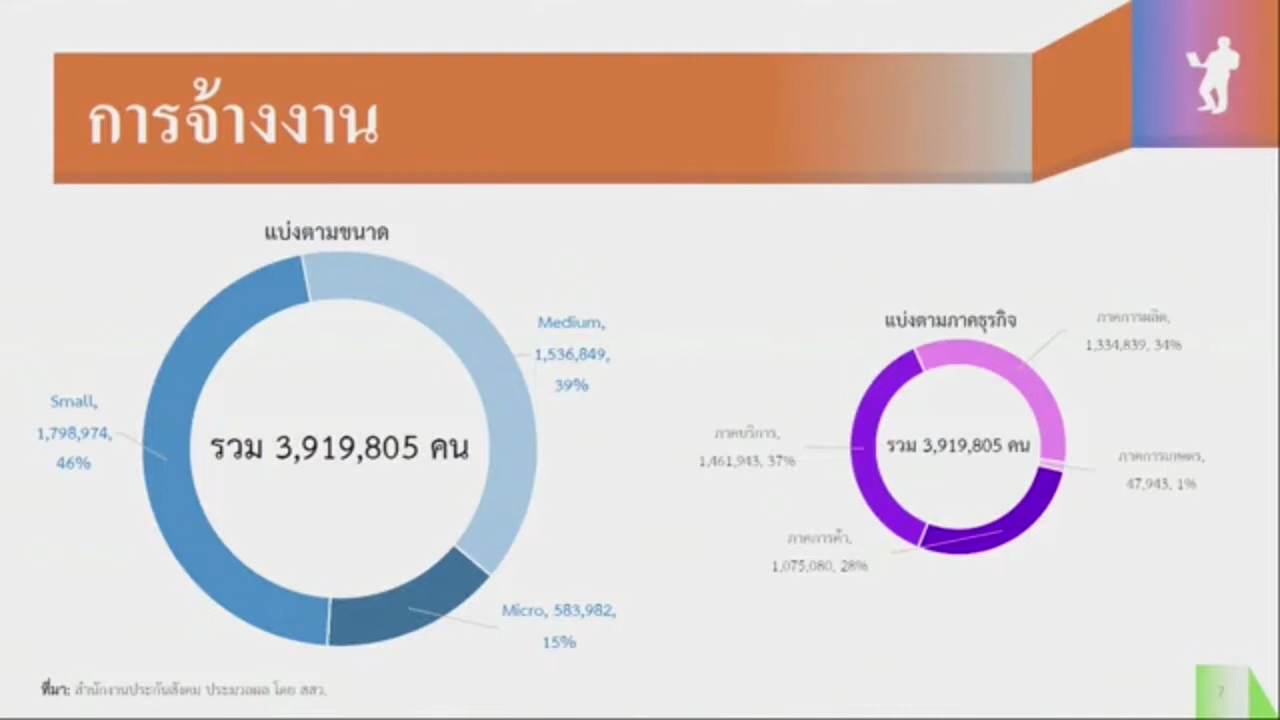 การจ้างงาน
แบ่งตามขนาด
Medium,
1,536,849,
39%
Small,
1,798,974,
46%
รวม 3,919,805 คน
Micro, 583,982,
15%
แบ่งตามภาคธุรกิจ
ภาคการผลิต,
1,334,839, 34%
ภาคบริการ,
1,461,943, 37%
รวม 3,919,805 คน
ภาคการเกษตร,
47,943, 1%
ภาคการค้า,
1,075,080, 28%
ที่มา: สำนักงานประกันสังคม ประมวลผล โดย สสว.
7